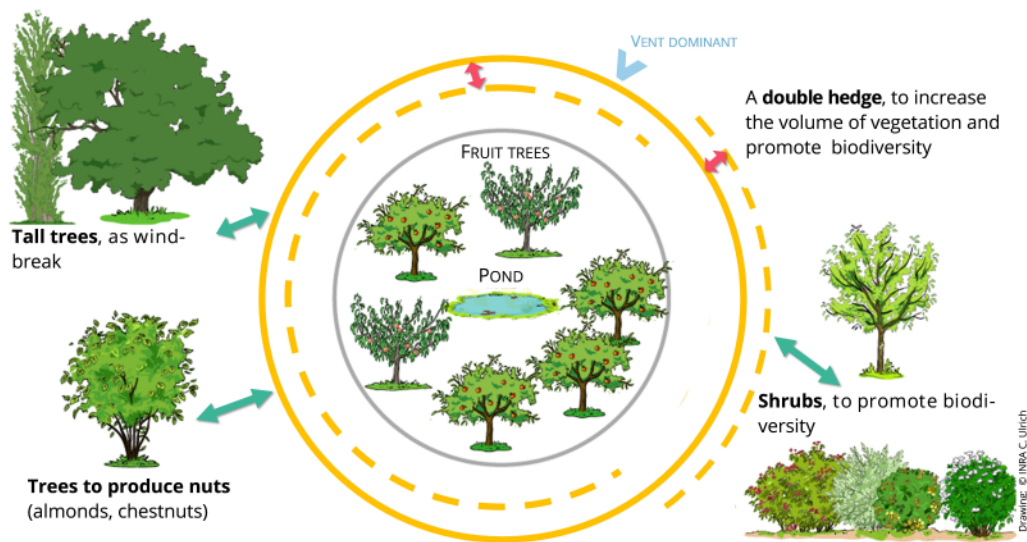 VENT DOMINANT
A double hedge, to increase
the volume of vegetation and
promote biodiversity
FRUIT TREES
Tall trees, as wind-
break
POND
Shrubs, to promote biodi-
versity
Trees to produce nuts
(almonds, chestnuts)
Drawing: © INRA C. Ulrich